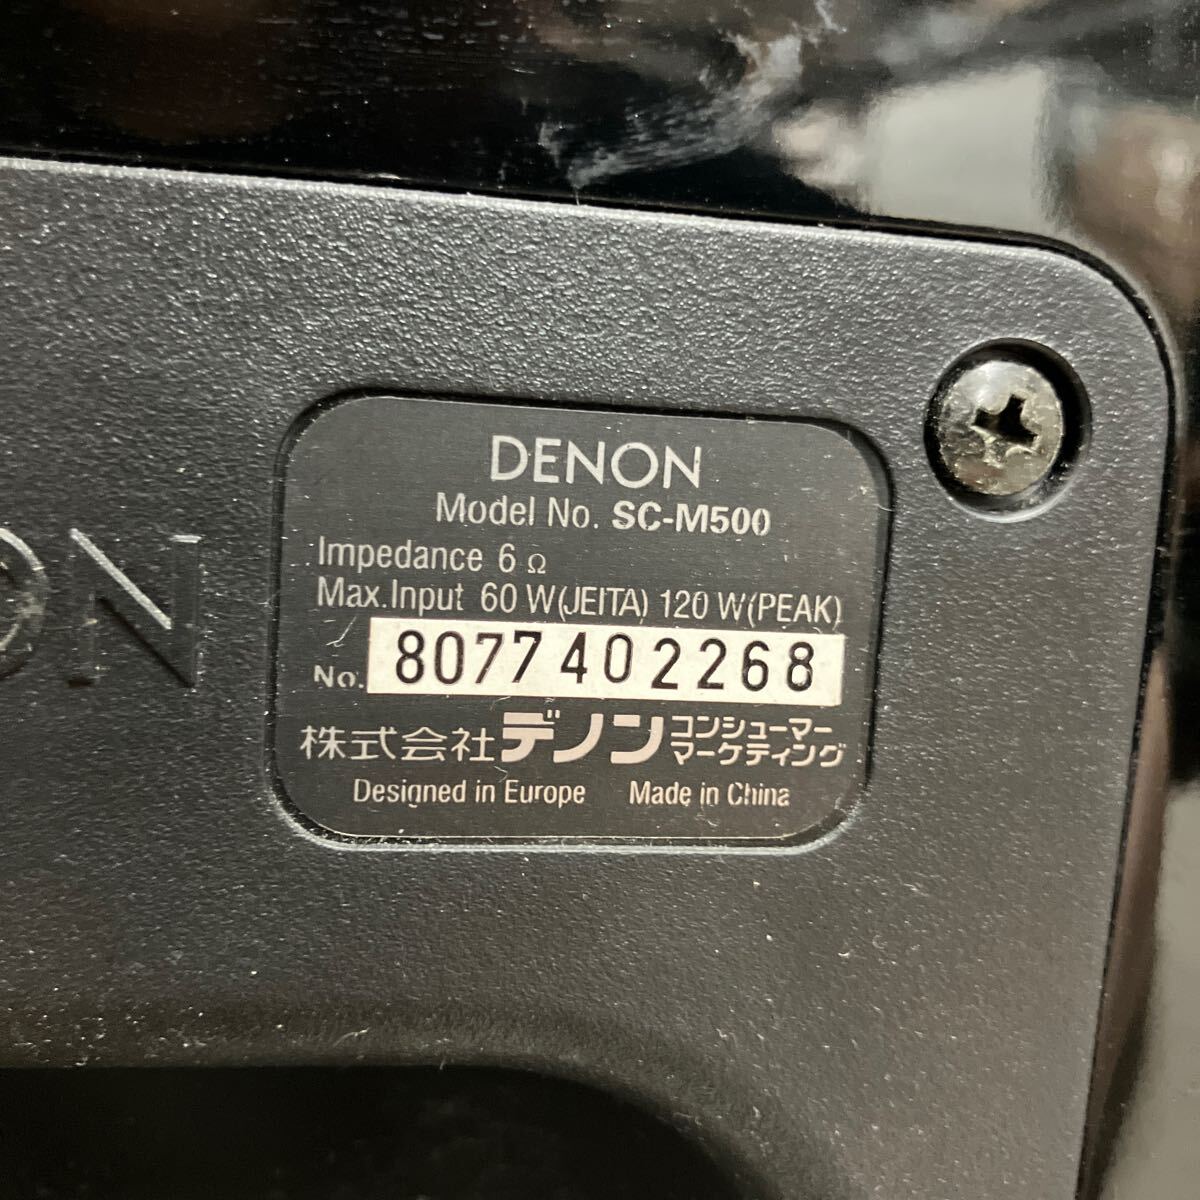 DENON
Model No. SC-M500
Impedance 6 Ω
Max.Input 60 W(JEITA) 120 W(PEAK)
No. 8077402268
株式会社デノン コンシューマー
マーケティング
Designed in Europe Made in China
ON